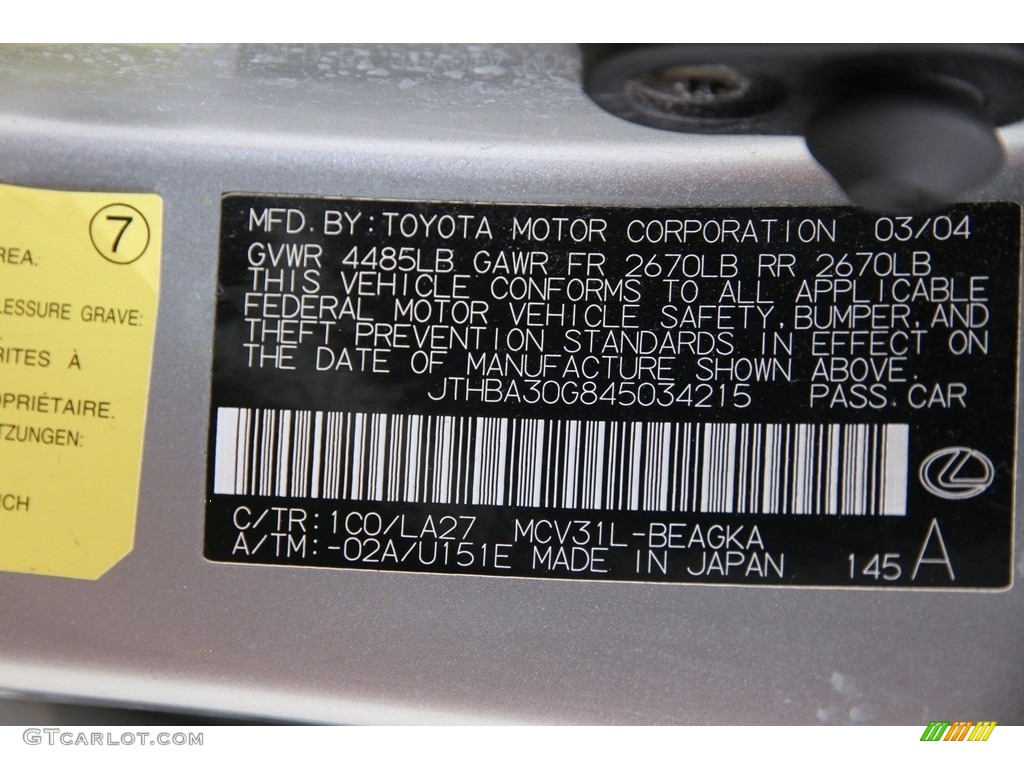 7
REA:
LESSURE GRAVE:
RITES À
OPRIÉTAIRE.
TZUNGEN:
ICH
MFD. BY: TOYOTA MOTOR CORPORATION 03/04
GVWR 4485LB GAWR FR 2670LB RR 2670LB
THIS VEHICLE CONFORMS TO ALL APPLICABLE
FEDERAL MOTOR VEHICLE SAFETY, BUMPER, AND
THEFT PREVENTION STANDARDS IN EFFECT ON
THE DATE OF MANUFACTURE SHOWN ABOVE.
JTHBA30G845034215 PASS. CAR
C/TR: 1C0/LA27 MCV31L-BEAGKA
A/TM: -02A/U151E MADE IN JAPAN 145 A
GTCarlot.com